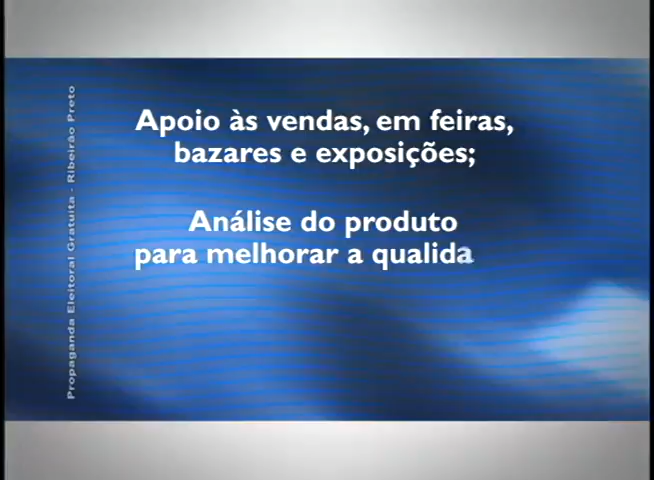 Apoio às vendas, em feiras,
bazares e exposições;
Análise do produto
para melhorar a qualida
Propaganda Eleitoral Gratuita - Ribeirão Preto